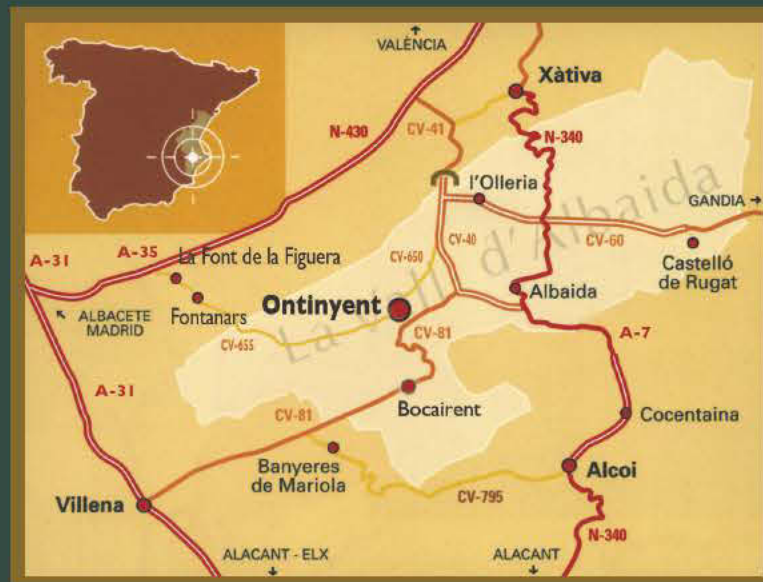 VALÈNCIA
Xàtiva
N-430
CV-41
N-340
l'Olleria
GANDIA →
La Vall d'Albaida
A-31
A-35
La Font de la Figuera
CV-650
CV-40
CV-60
Castelló
de Rugat
ALBACETE
MADRID
Fontanars
Ontinyent
Albaida
CV-655
CV-81
A-7
A-31
Bocairent
CV-81
Cocentaina
Banyeres
de Mariola
Alcoi
CV-795
Villena
N-340
ALACANT - ELX
ALACANT